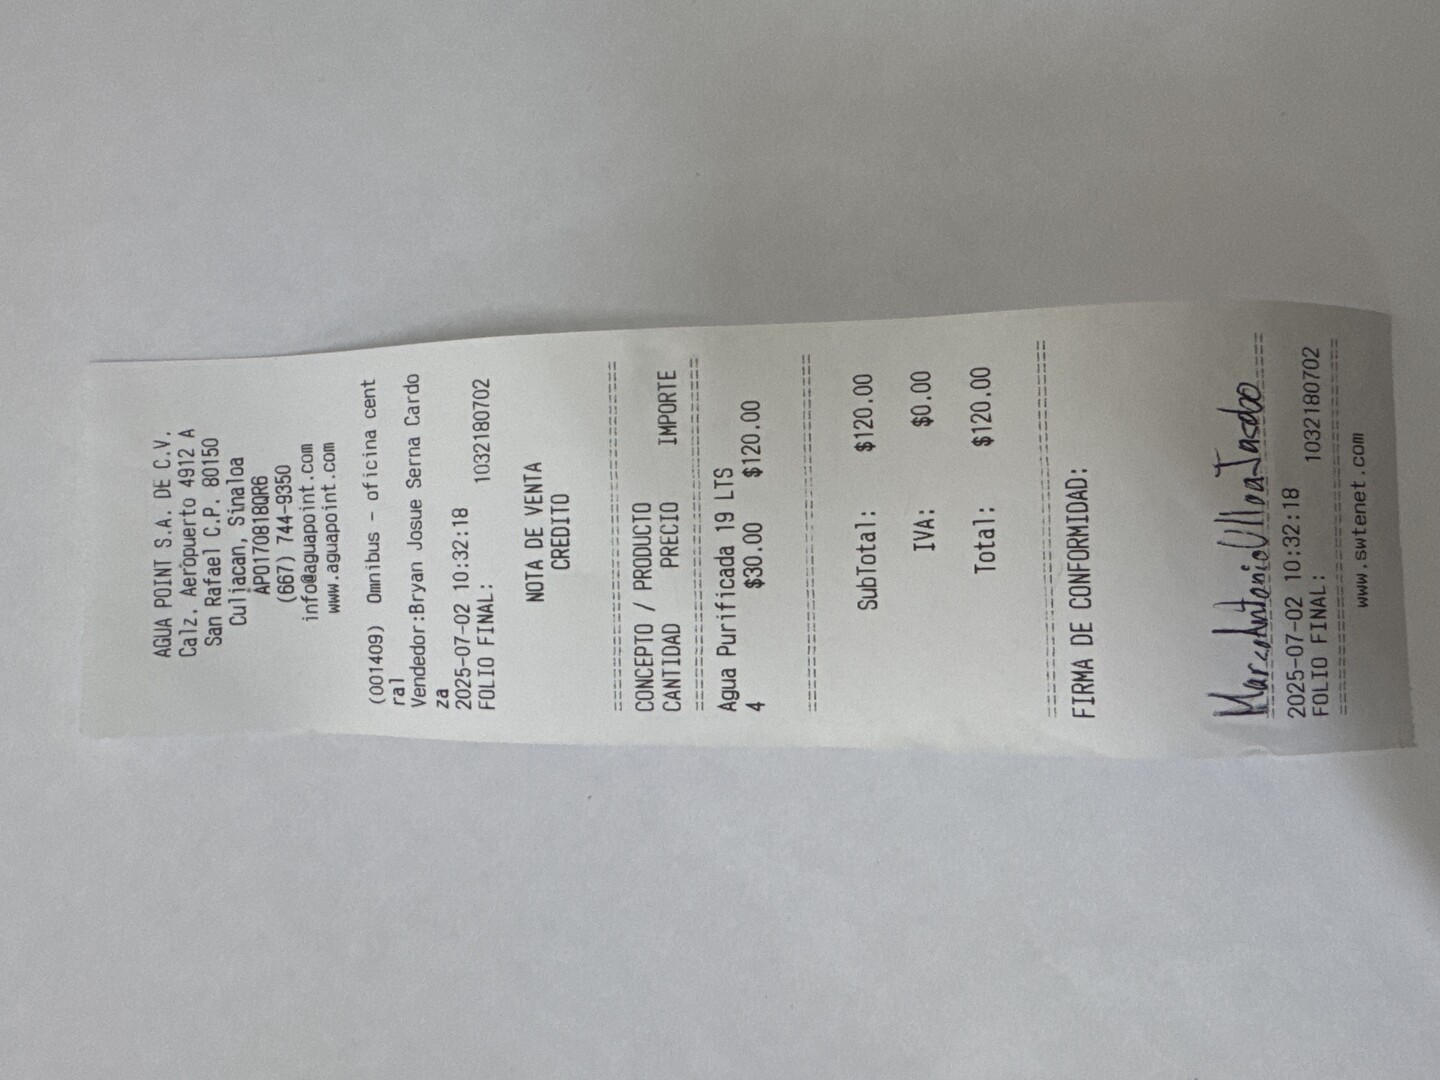 AGUA POINT S.A. DE C.V.
Calz. Aeropuerto 4912 A
San Rafael C.P. 80150
Culiacan, Sinaloa
APO170818QR6
(667) 744-9350
info@aguapoint.com
www.aguapoint.com
(001409) Omnibus - oficina cent
ral
Vendedor:Bryan Josue Serna Cardo
za
2025-07-02 10:32:18
FOLIO FINAL: 1032180702
NOTA DE VENTA
CREDITO
CONCEPTO / PRODUCTO
CANTIDAD PRECIO IMPORTE
Agua Purificada 19 LTS
4 $30.00 $120.00
SubTotal: $120.00
IVA: $0.00
Total: $120.00
FIRMA DE CONFORMIDAD:
Marco Antonio Ulloa
2025-07-02 10:32:18
FOLIO FINAL: 1032180702
www.swtenet.com